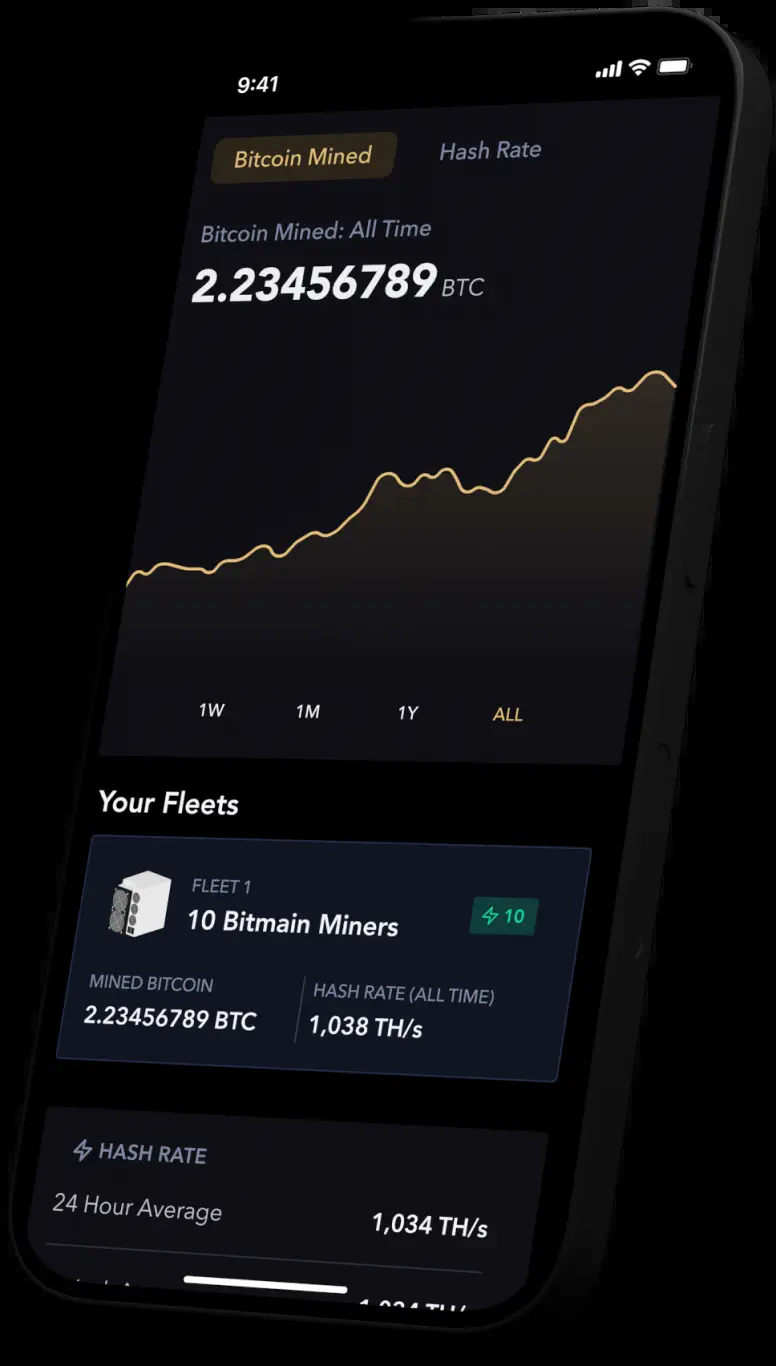 9:41
Bitcoin Mined Hash Rate
Bitcoin Mined: All Time
2.23456789 BTC
1W 1M 1Y ALL
Your Fleets
FLEET 1
10 Bitmain Miners 10
MINED BITCOIN HASH RATE (ALL TIME)
2.23456789 BTC 1,038 TH/s
HASH RATE
24 Hour Average 1,034 TH/s